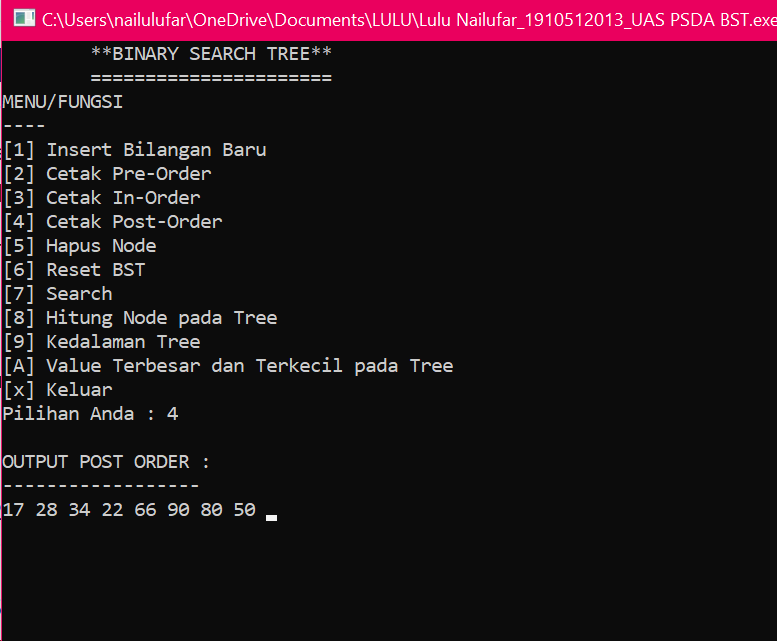 C:\Users\nailulufar\OneDrive\Documents\LULU\Lulu Nailufar_1910512013_UAS PSDA BST.exe
**BINARY SEARCH TREE**
======================
MENU/FUNGSI
----
[1] Insert Bilangan Baru
[2] Cetak Pre-Order
[3] Cetak In-Order
[4] Cetak Post-Order
[5] Hapus Node
[6] Reset BST
[7] Search
[8] Hitung Node pada Tree
[9] Kedalaman Tree
[A] Value Terbesar dan Terkecil pada Tree
[x] Keluar
Pilihan Anda : 4
OUTPUT POST ORDER :
------------------
17 28 34 22 66 90 80 50